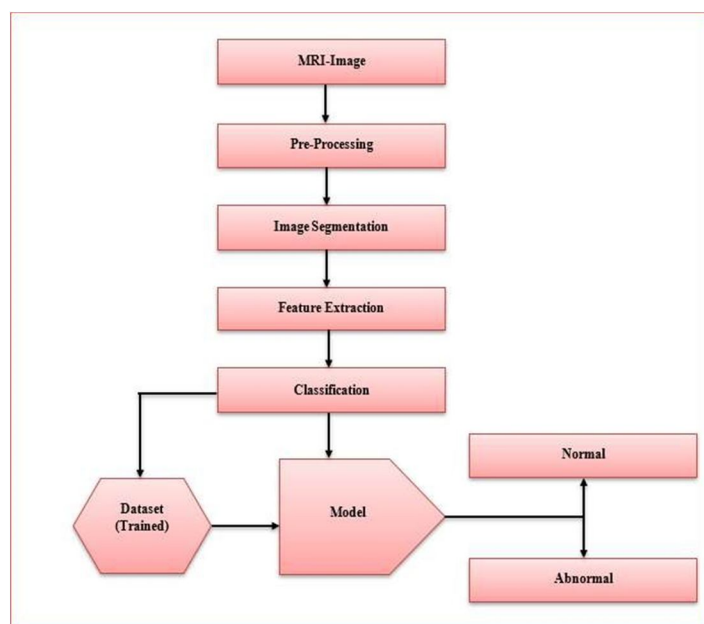 MRI-Image
Pre-Processing
Image Segmentation
Feature Extraction
Classification
Dataset
(Trained)
Model
Normal
Abnormal